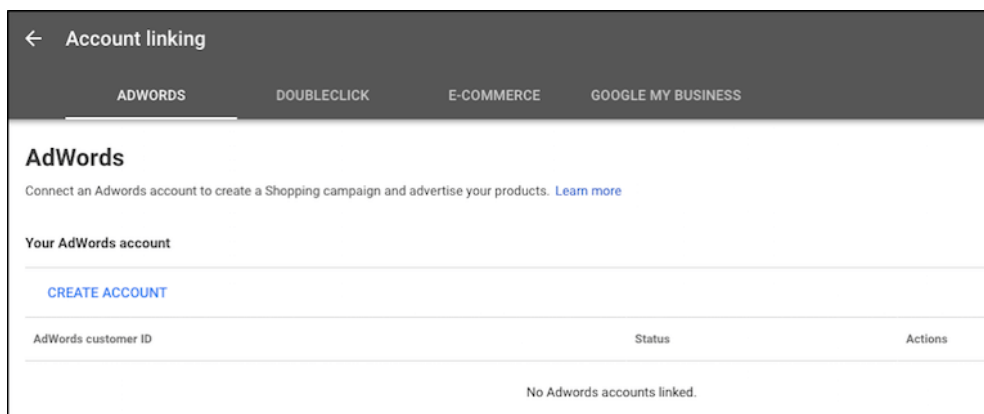 Account linking
ADWORDS DOUBLECLICK E-COMMERCE GOOGLE MY BUSINESS
AdWords
Connect an Adwords account to create a Shopping campaign and advertise your products. Learn more
Your AdWords account
CREATE ACCOUNT
AdWords customer ID Status Actions
No Adwords accounts linked.